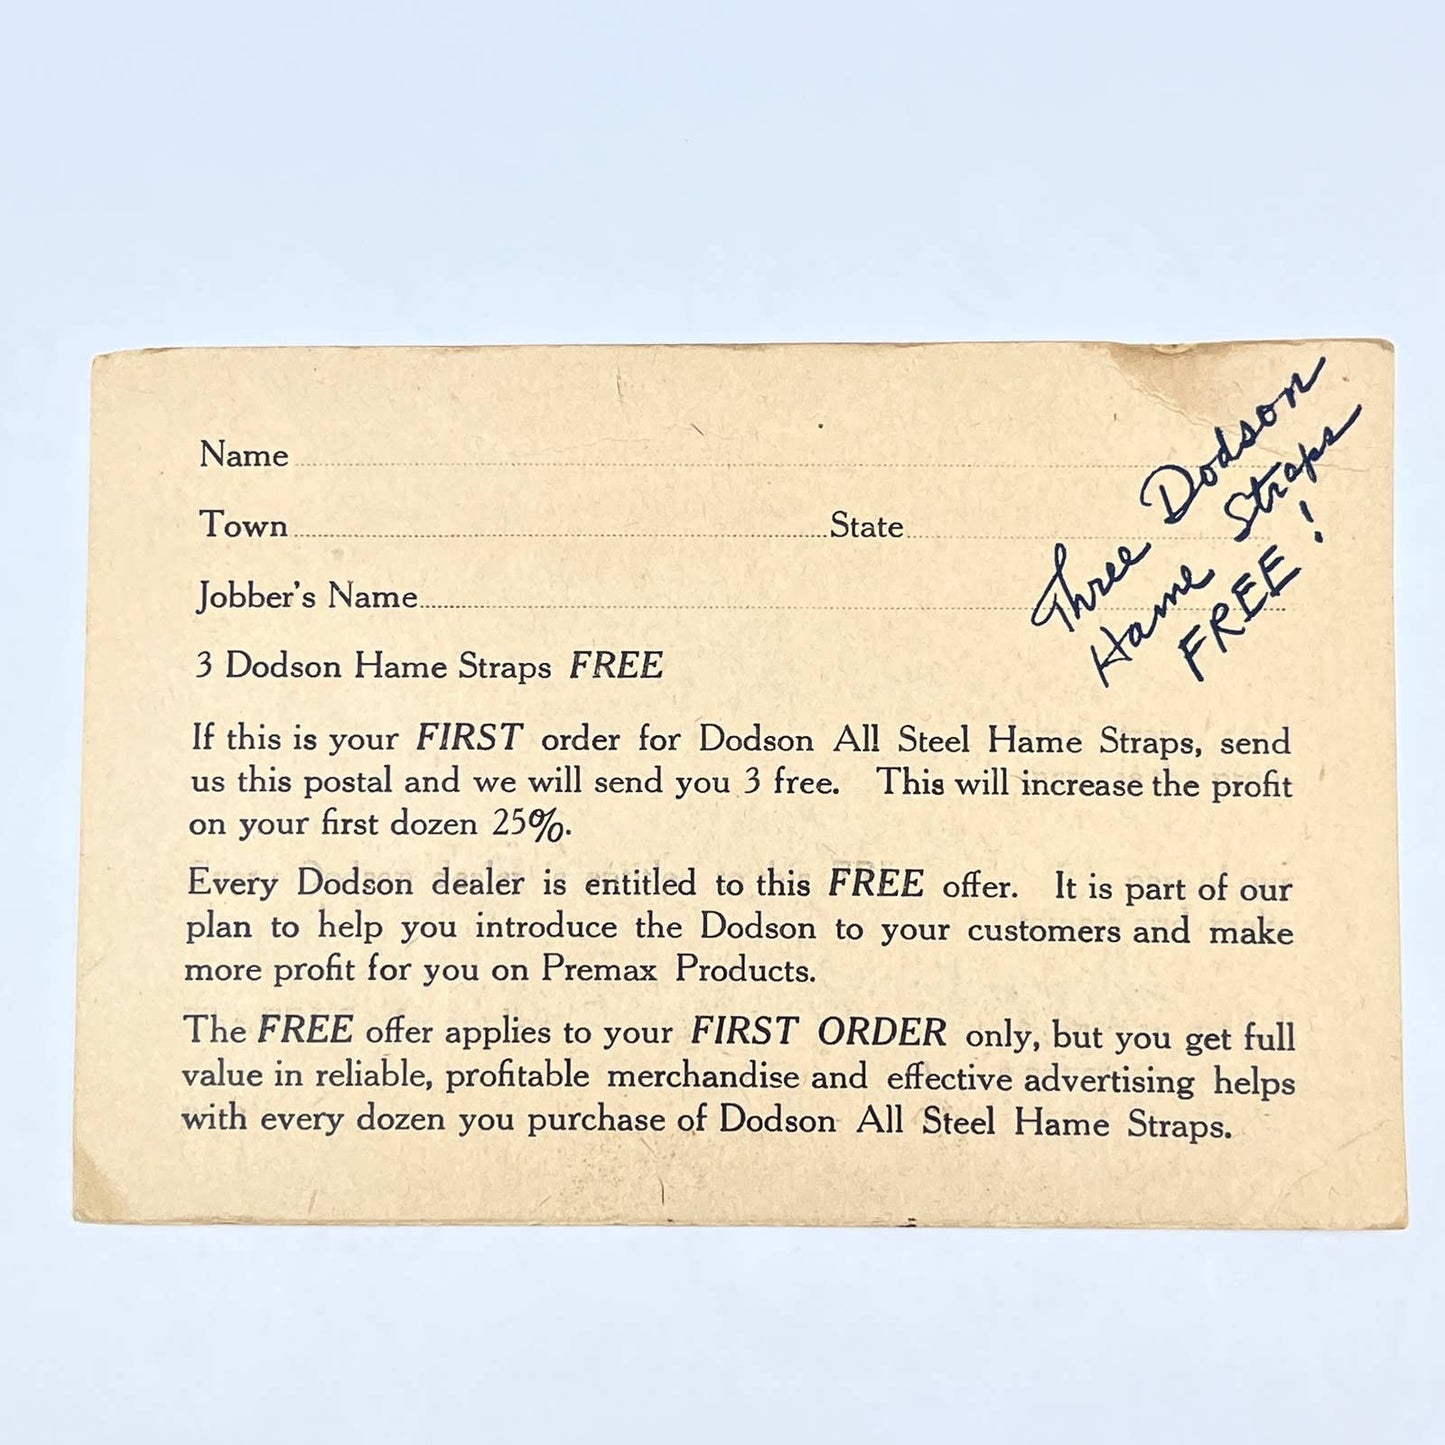 Name
Town State
Jobber's Name
3 Dodson Hame Straps FREE
If this is your FIRST order for Dodson All Steel Hame Straps, send
us this postal and we will send you 3 free. This will increase the profit
on your first dozen 25%.
Every Dodson dealer is entitled to this FREE offer. It is part of our
plan to help you introduce the Dodson to your customers and make
more profit for you on Premax Products.
The FREE offer applies to your FIRST ORDER only, but you get full
value in reliable, profitable merchandise and effective advertising helps
with every dozen you purchase of Dodson All Steel Hame Straps.
Three Dodson
Hame Straps
FREE!